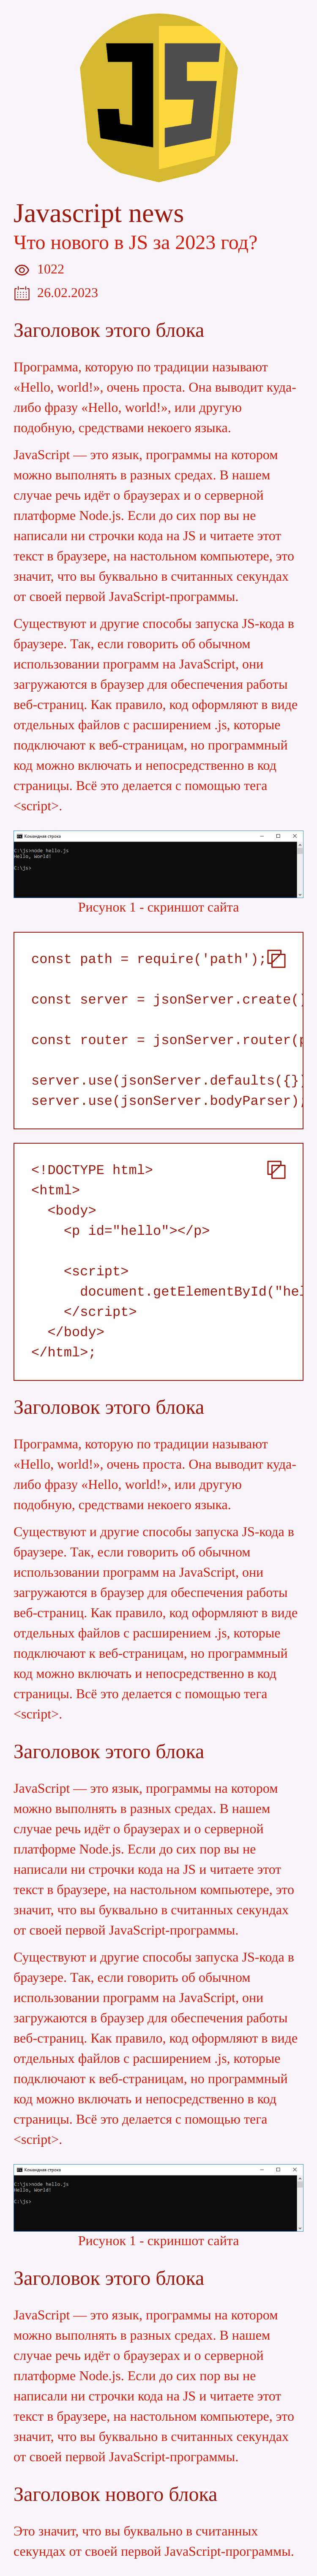 JS
Javascript news
Что нового в JS за 2023 год?
1022
26.02.2023
Заголовок этого блока
Программа, которую по традиции называют
«Hello, world!», очень проста. Она выводит куда-
либо фразу «Hello, world!», или другую
подобную, средствами некоего языка.
JavaScript — это язык, программы на котором
можно выполнять в разных средах. В нашем
случае речь идёт о браузерах и о серверной
платформе Node.js. Если до сих пор вы не
написали ни строчки кода на JS и читаете этот
текст в браузере, на настольном компьютере, это
значит, что вы буквально в считанных секундах
от своей первой JavaScript-программы.
Существуют и другие способы запуска JS-кода в
браузере. Так, если говорить об обычном
использовании программ на JavaScript, они
загружаются в браузер для обеспечения работы
веб-страниц. Как правило, код оформляют в виде
отдельных файлов с расширением .js, которые
подключают к веб-страницам, но программный
код можно включать и непосредственно в код
страницы. Всё это делается с помощью тега
<script>.
Командная строка
C:\js>node hello.js
Hello, World!
C:\js>
Рисунок 1 - скриншот сайта
const path = require('path');
const server = jsonServer.create(
const router = jsonServer.router(p
server.use(jsonServer.defaults({})
server.use(jsonServer.bodyParser)
<!DOCTYPE html>
<html>
  <body>
    <p id="hello"></p>
    <script>
      document.getElementById("hel
    </script>
  </body>
</html>;
Заголовок этого блока
Программа, которую по традиции называют
«Hello, world!», очень проста. Она выводит куда-
либо фразу «Hello, world!», или другую
подобную, средствами некоего языка.
Существуют и другие способы запуска JS-кода в
браузере. Так, если говорить об обычном
использовании программ на JavaScript, они
загружаются в браузер для обеспечения работы
веб-страниц. Как правило, код оформляют в виде
отдельных файлов с расширением .js, которые
подключают к веб-страницам, но программный
код можно включать и непосредственно в код
страницы. Всё это делается с помощью тега
<script>.
Заголовок этого блока
JavaScript — это язык, программы на котором
можно выполнять в разных средах. В нашем
случае речь идёт о браузерах и о серверной
платформе Node.js. Если до сих пор вы не
написали ни строчки кода на JS и читаете этот
текст в браузере, на настольном компьютере, это
значит, что вы буквально в считанных секундах
от своей первой JavaScript-программы.
Существуют и другие способы запуска JS-кода в
браузере. Так, если говорить об обычном
использовании программ на JavaScript, они
загружаются в браузер для обеспечения работы
веб-страниц. Как правило, код оформляют в виде
отдельных файлов с расширением .js, которые
подключают к веб-страницам, но программный
код можно включать и непосредственно в код
страницы. Всё это делается с помощью тега
<script>.
Командная строка
C:\js>node hello.js
Hello, World!
C:\js>
Рисунок 1 - скриншот сайта
Заголовок этого блока
JavaScript — это язык, программы на котором
можно выполнять в разных средах. В нашем
случае речь идёт о браузерах и о серверной
платформе Node.js. Если до сих пор вы не
написали ни строчки кода на JS и читаете этот
текст в браузере, на настольном компьютере, это
значит, что вы буквально в считанных секундах
от своей первой JavaScript-программы.
Заголовок нового блока
Это значит, что вы буквально в считанных
секундах от своей первой JavaScript-программы.